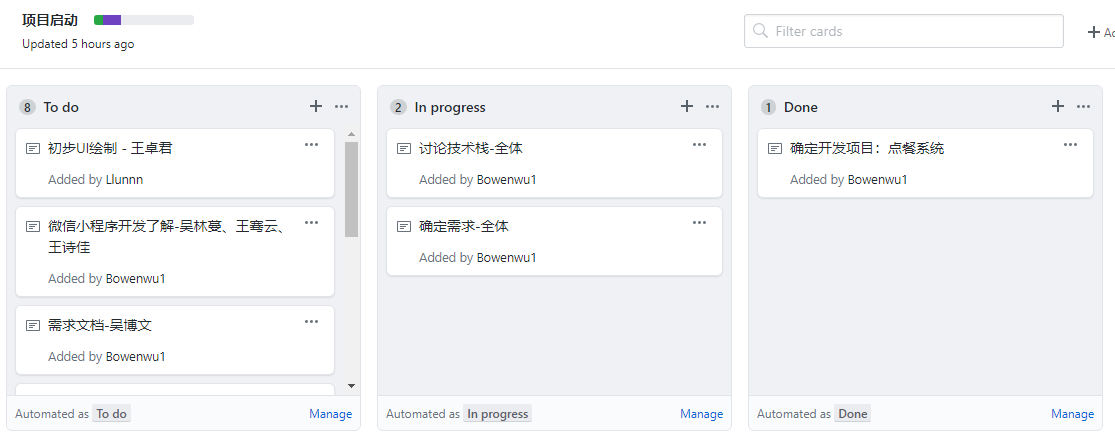 项目启动
Updated 5 hours ago
Filter cards
8 To do
初步UI绘制 - 王卓君
Added by Llunnn
微信小程序开发了解-吴林蔓、王骞云、
王诗佳
Added by Bowenwu1
需求文档-吴博文
Added by Bowenwu1
Automated as To do
Manage
2 In progress
讨论技术栈-全体
Added by Bowenwu1
确定需求-全体
Added by Bowenwu1
Automated as In progress
Manage
1 Done
确定开发项目：点餐系统
Added by Bowenwu1
Automated as Done
Manage